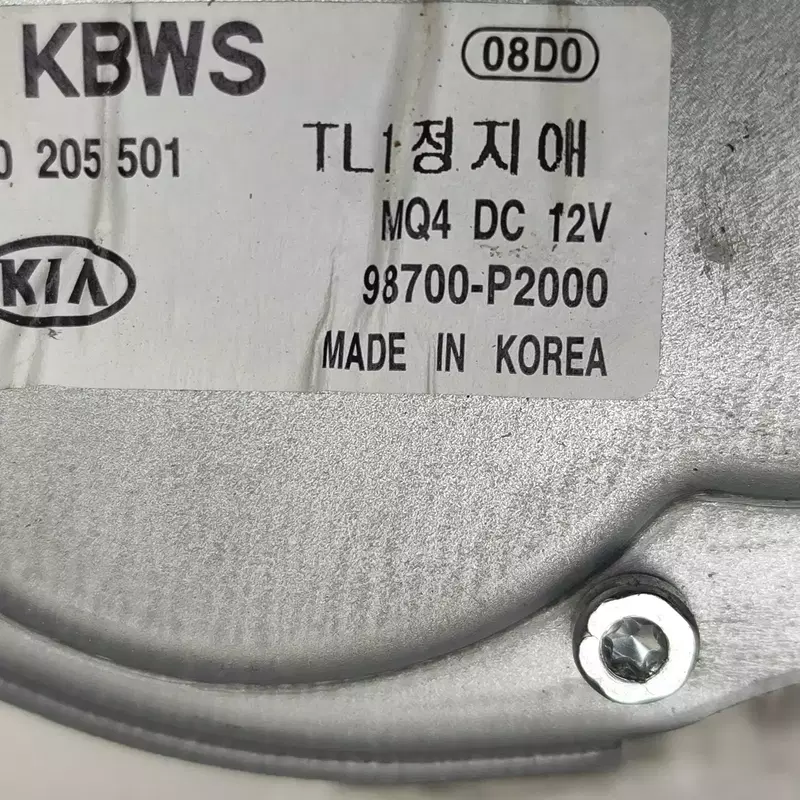 KBWS 08D0
0 205 501 TL1정지애
MQ4 DC 12V
KIA
98700-P2000
MADE IN KOREA